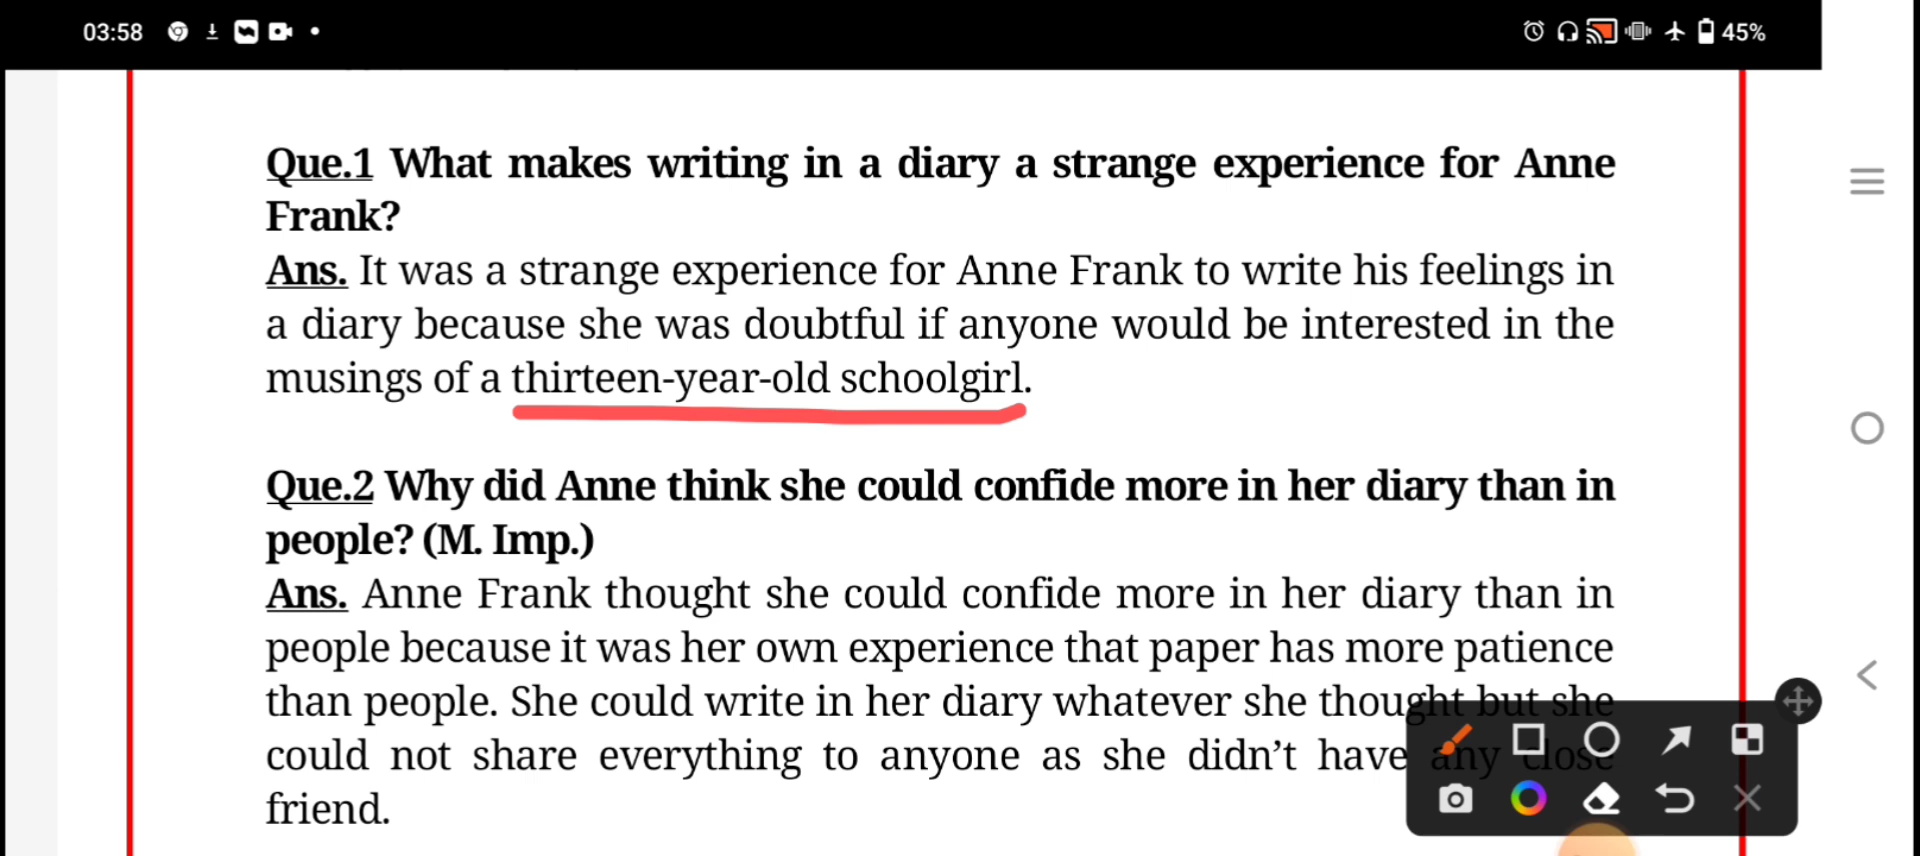 03:58
45%
Que.1 What makes writing in a diary a strange experience for Anne
Frank?
Ans. It was a strange experience for Anne Frank to write his feelings in
a diary because she was doubtful if anyone would be interested in the
musings of a thirteen-year-old schoolgirl.
Que.2 Why did Anne think she could confide more in her diary than in
people? (M. Imp.)
Ans. Anne Frank thought she could confide more in her diary than in
people because it was her own experience that paper has more patience
than people. She could write in her diary whatever she thought but she
could not share everything to anyone as she didn’t have any close
friend.